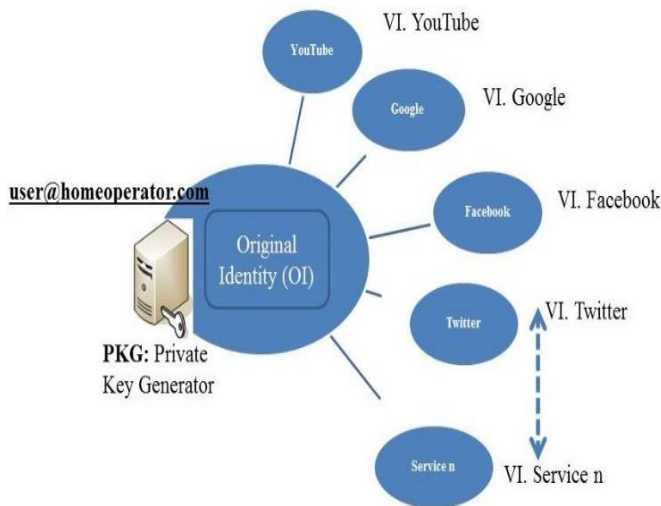 YouTube
VI. YouTube
Google
VI. Google
user@homeoperator.com
Original
Identity (OI)
Facebook
VI. Facebook
Twitter
VI. Twitter
PKG: Private
Key Generator
Service n
VI. Service n